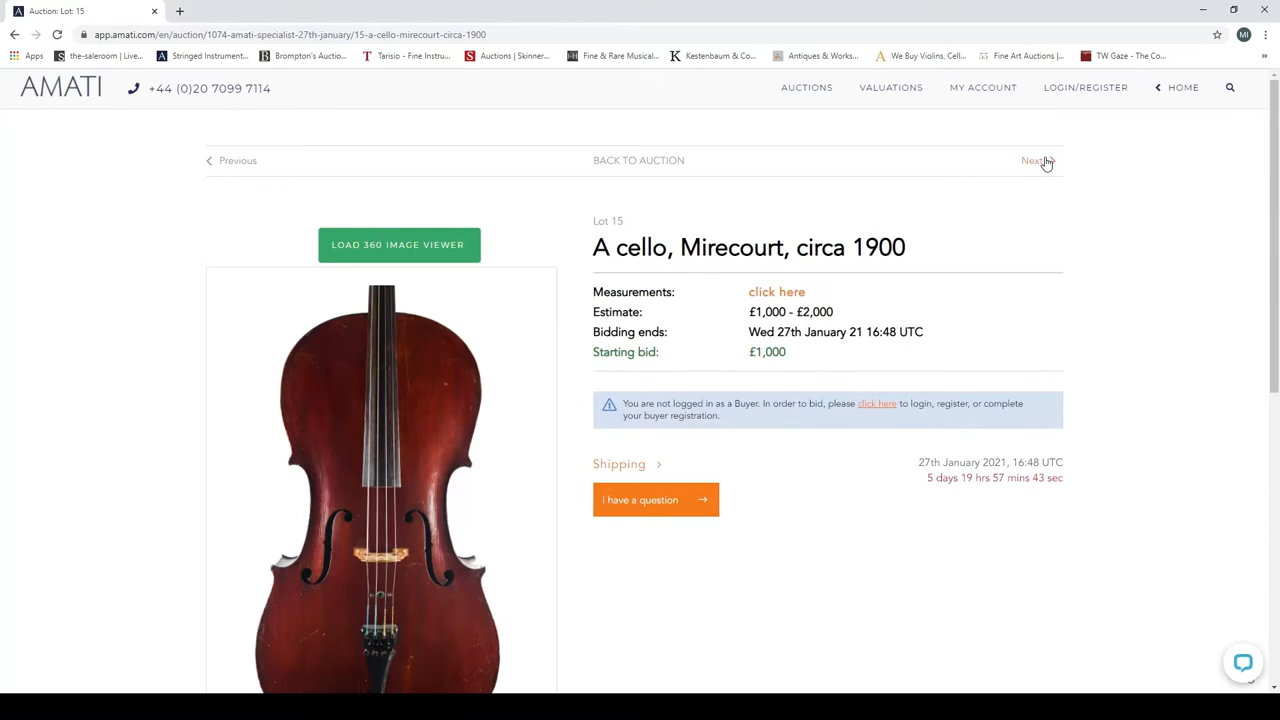 Auction: Lot: 15
app.amati.com/en/auction/1074-amati-specialist-27th-january/15-a-cello-mirecourt-circa-1900
MI
Apps
the-saleroom | Live...
Stringed Instrument...
Brompton's Auction...
Tarisio - Fine Instru...
Auctions | Skinner...
Fine & Rare Musical...
Kestenbaum & Co...
Antiques & Works...
We Buy Violins, Cell...
Fine Art Auctions |...
TW Gaze - The Co...
AMATI
+44 (0)20 7099 7114
AUCTIONS
VALUATIONS
MY ACCOUNT
LOGIN/REGISTER
HOME
Previous
BACK TO AUCTION
Next
LOAD 360 IMAGE VIEWER
Lot 15
A cello, Mirecourt, circa 1900
Measurements: click here
Estimate: £1,000 - £2,000
Bidding ends: Wed 27th January 21 16:48 UTC
Starting bid: £1,000
You are not logged in as a Buyer. In order to bid, please click here to login, register, or complete
your buyer registration.
Shipping
27th January 2021, 16:48 UTC
5 days 19 hrs 57 mins 43 sec
I have a question